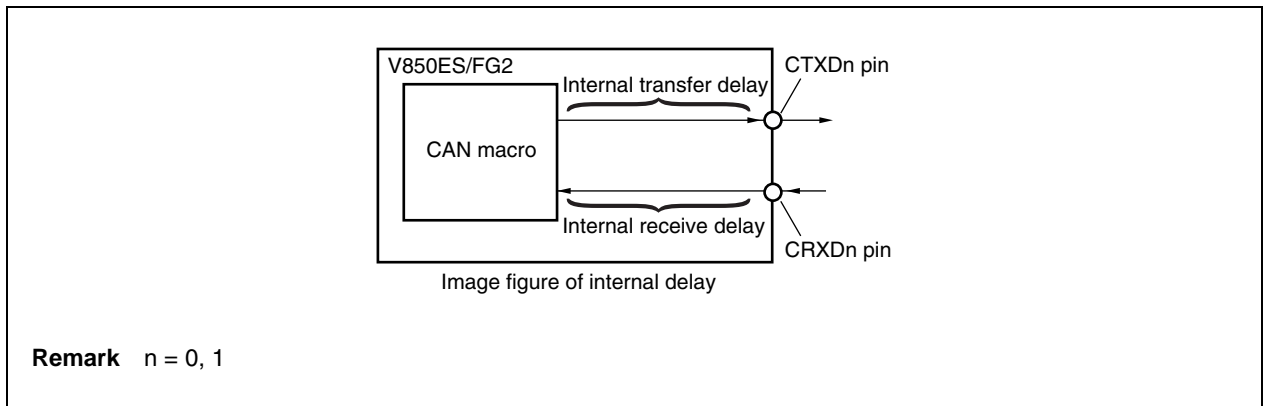 V850ES/FG2
CTXDn pin
Internal transfer delay
CAN macro
Internal receive delay
CRXDn pin
Image figure of internal delay
Remark n = 0, 1